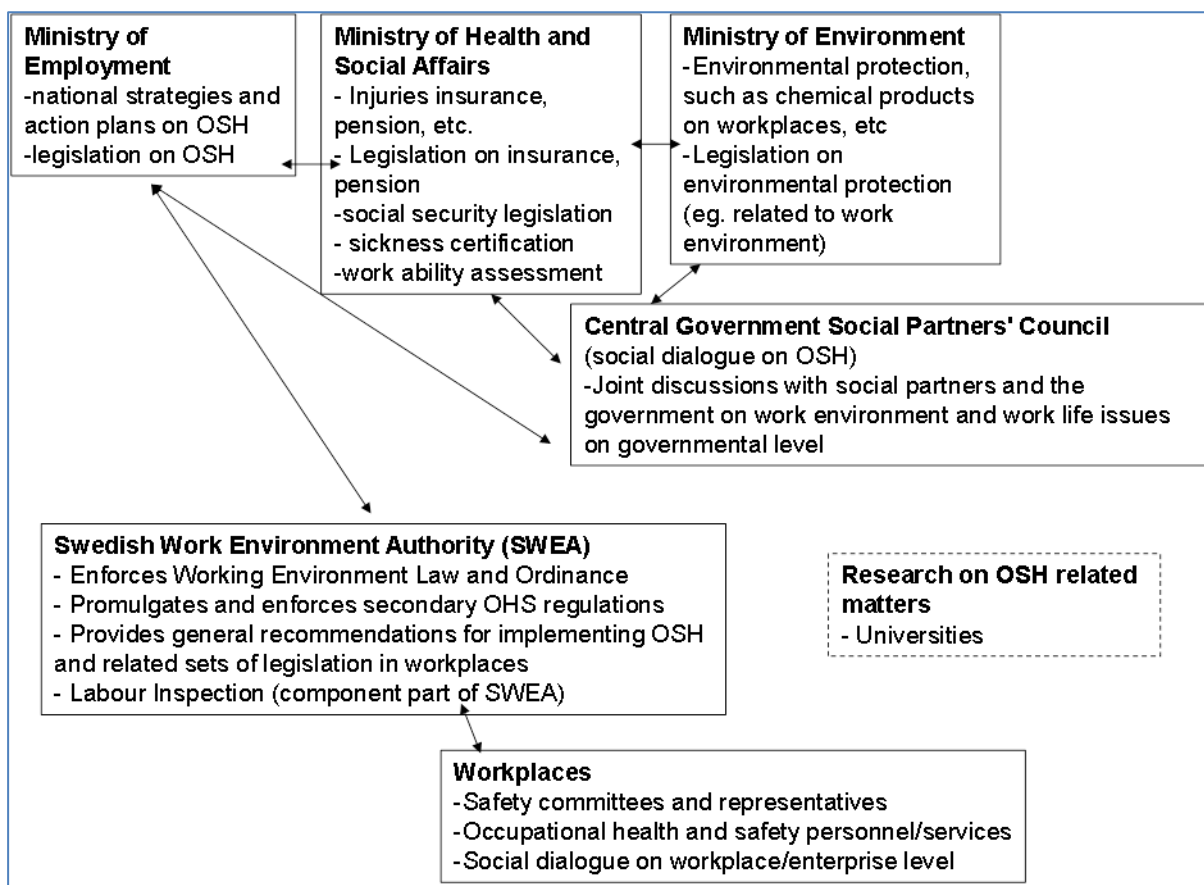 Ministry of
Employment
-national strategies and
action plans on OSH
-legislation on OSH
Ministry of Health and
Social Affairs
- Injuries insurance,
pension, etc.
- Legislation on insurance,
pension
-social security legislation
- sickness certification
-work ability assessment
Ministry of Environment
-Environmental protection,
such as chemical products
on workplaces, etc
-Legislation on
environmental protection
(eg. related to work
environment)
Central Government Social Partners' Council
(social dialogue on OSH)
-Joint discussions with social partners and the
government on work environment and work life issues
on governmental level
Swedish Work Environment Authority (SWEA)
- Enforces Working Environment Law and Ordinance
- Promulgates and enforces secondary OHS regulations
- Provides general recommendations for implementing OSH
and related sets of legislation in workplaces
- Labour Inspection (component part of SWEA)
Research on OSH related
matters
- Universities
Workplaces
-Safety committees and representatives
-Occupational health and safety personnel/services
-Social dialogue on workplace/enterprise level